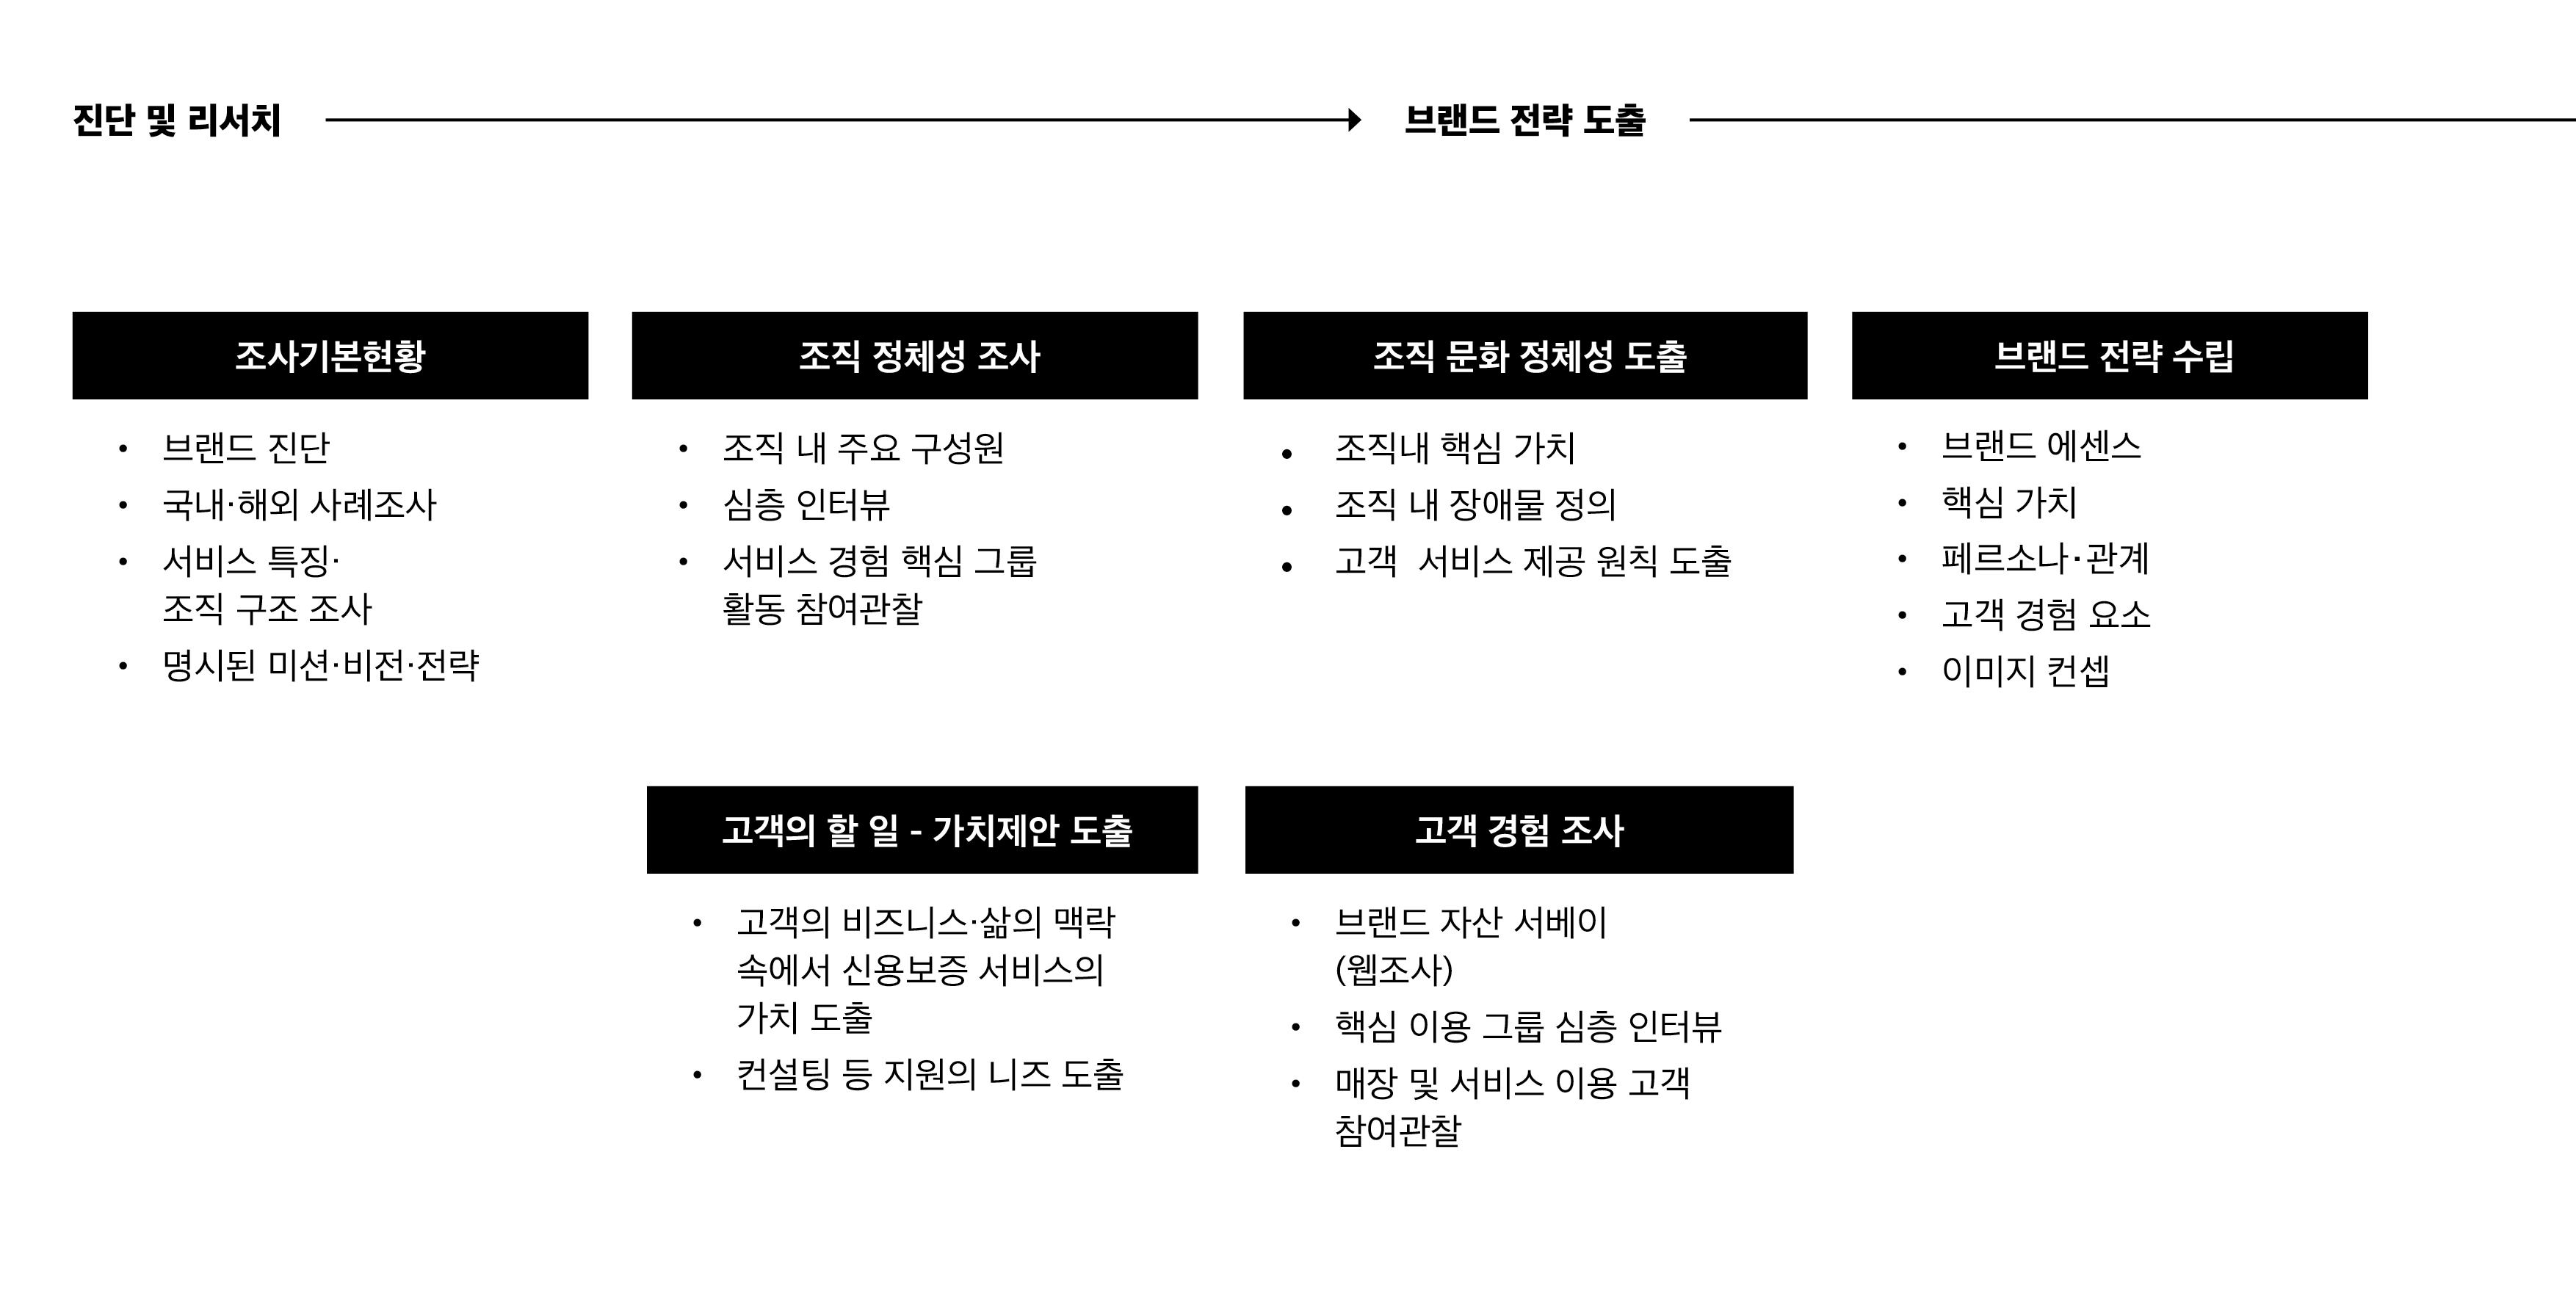 진단 및 리서치
브랜드 전략 도출
조사기본현황
• 브랜드 진단
• 국내·해외 사례조사
• 서비스 특징·
조직 구조 조사
• 명시된 미션·비전·전략
조직 정체성 조사
• 조직 내 주요 구성원
• 심층 인터뷰
• 서비스 경험 핵심 그룹
활동 참여관찰
조직 문화 정체성 도출
• 조직내 핵심 가치
• 조직 내 장애물 정의
• 고객  서비스 제공 원칙 도출
브랜드 전략 수립
• 브랜드 에센스
• 핵심 가치
• 페르소나·관계
• 고객 경험 요소
• 이미지 컨셉
고객의 할 일 - 가치제안 도출
• 고객의 비즈니스·삶의 맥락
속에서 신용보증 서비스의
가치 도출
• 컨설팅 등 지원의 니즈 도출
고객 경험 조사
• 브랜드 자산 서베이
(웹조사)
• 핵심 이용 그룹 심층 인터뷰
• 매장 및 서비스 이용 고객
참여관찰